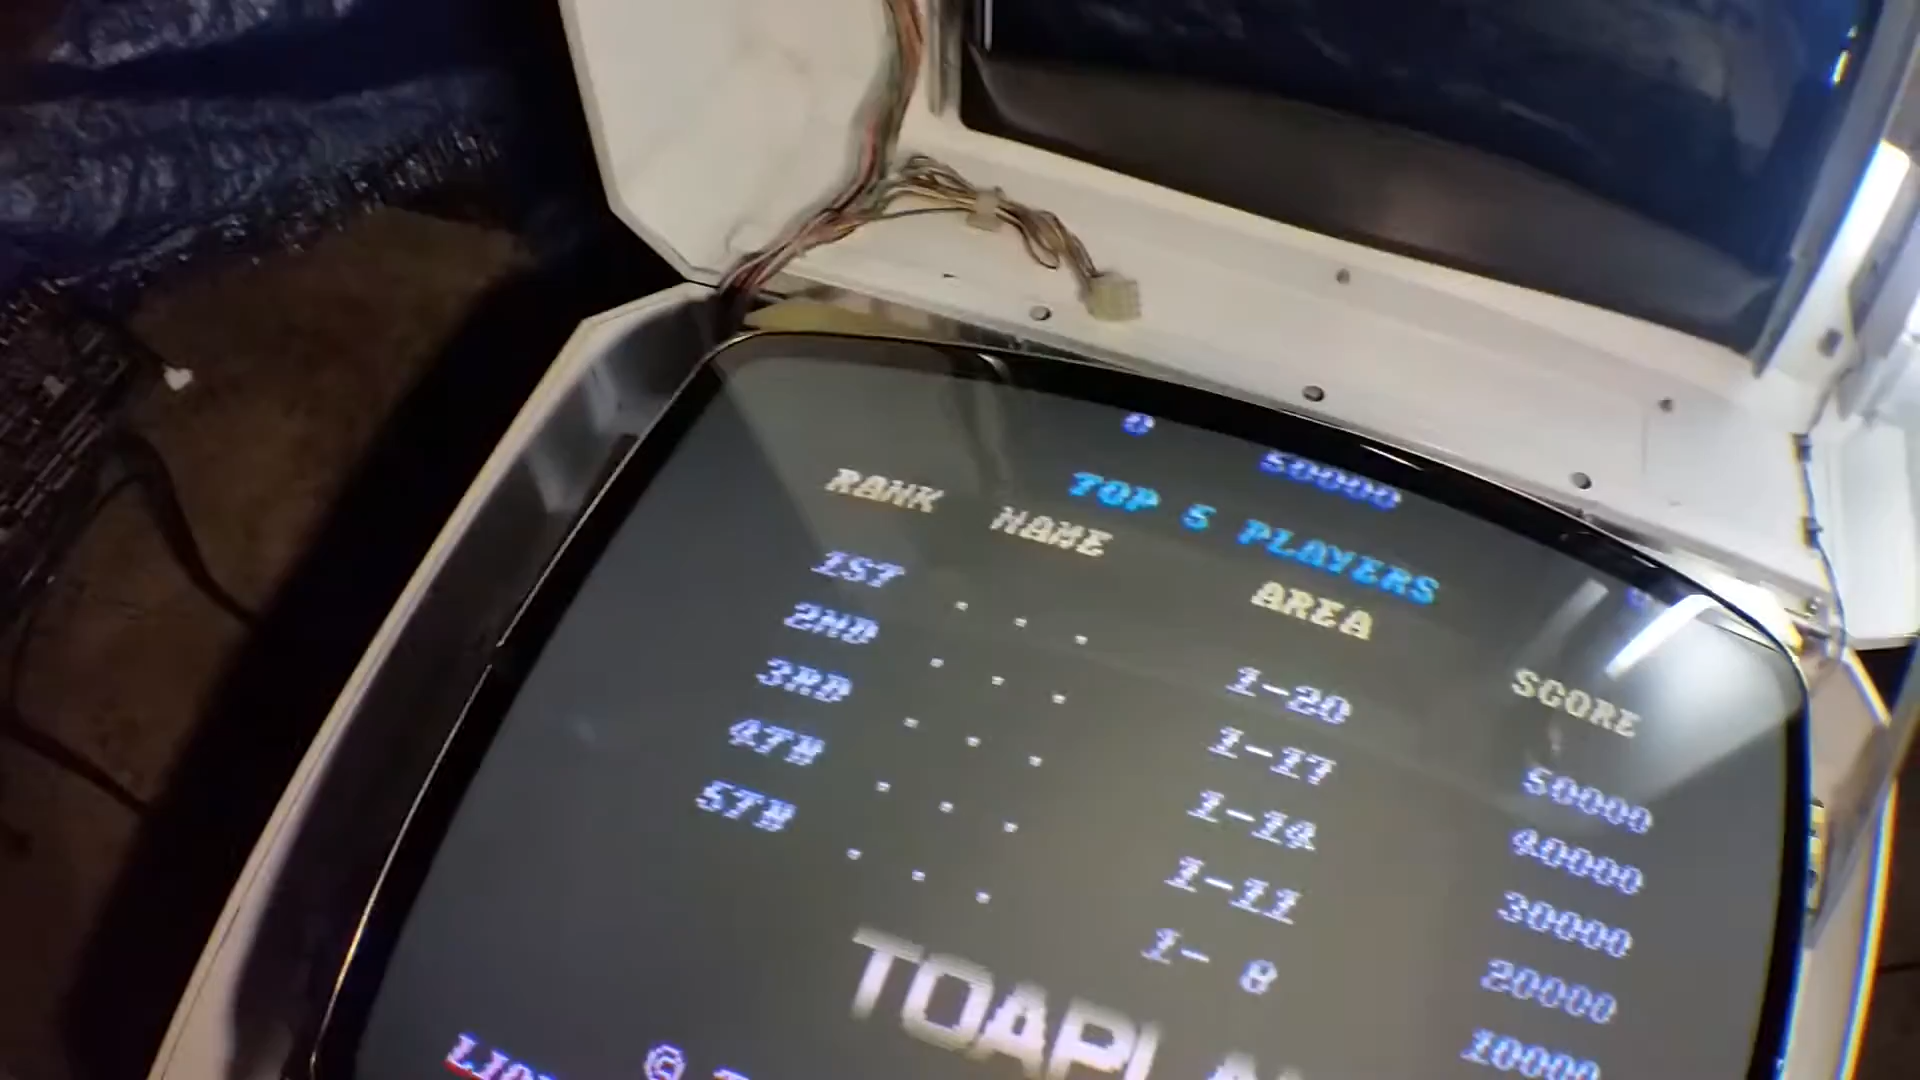 0 50000
TOP 5 PLAYERS
RANK NAME AREA SCORE
1ST . . . 1-20 50000
2ND . . . 1-17 40000
3RD . . . 1-14 30000
4TH . . . 1-11 20000
5TH . . . 1- 8 10000
TOAPLA
©